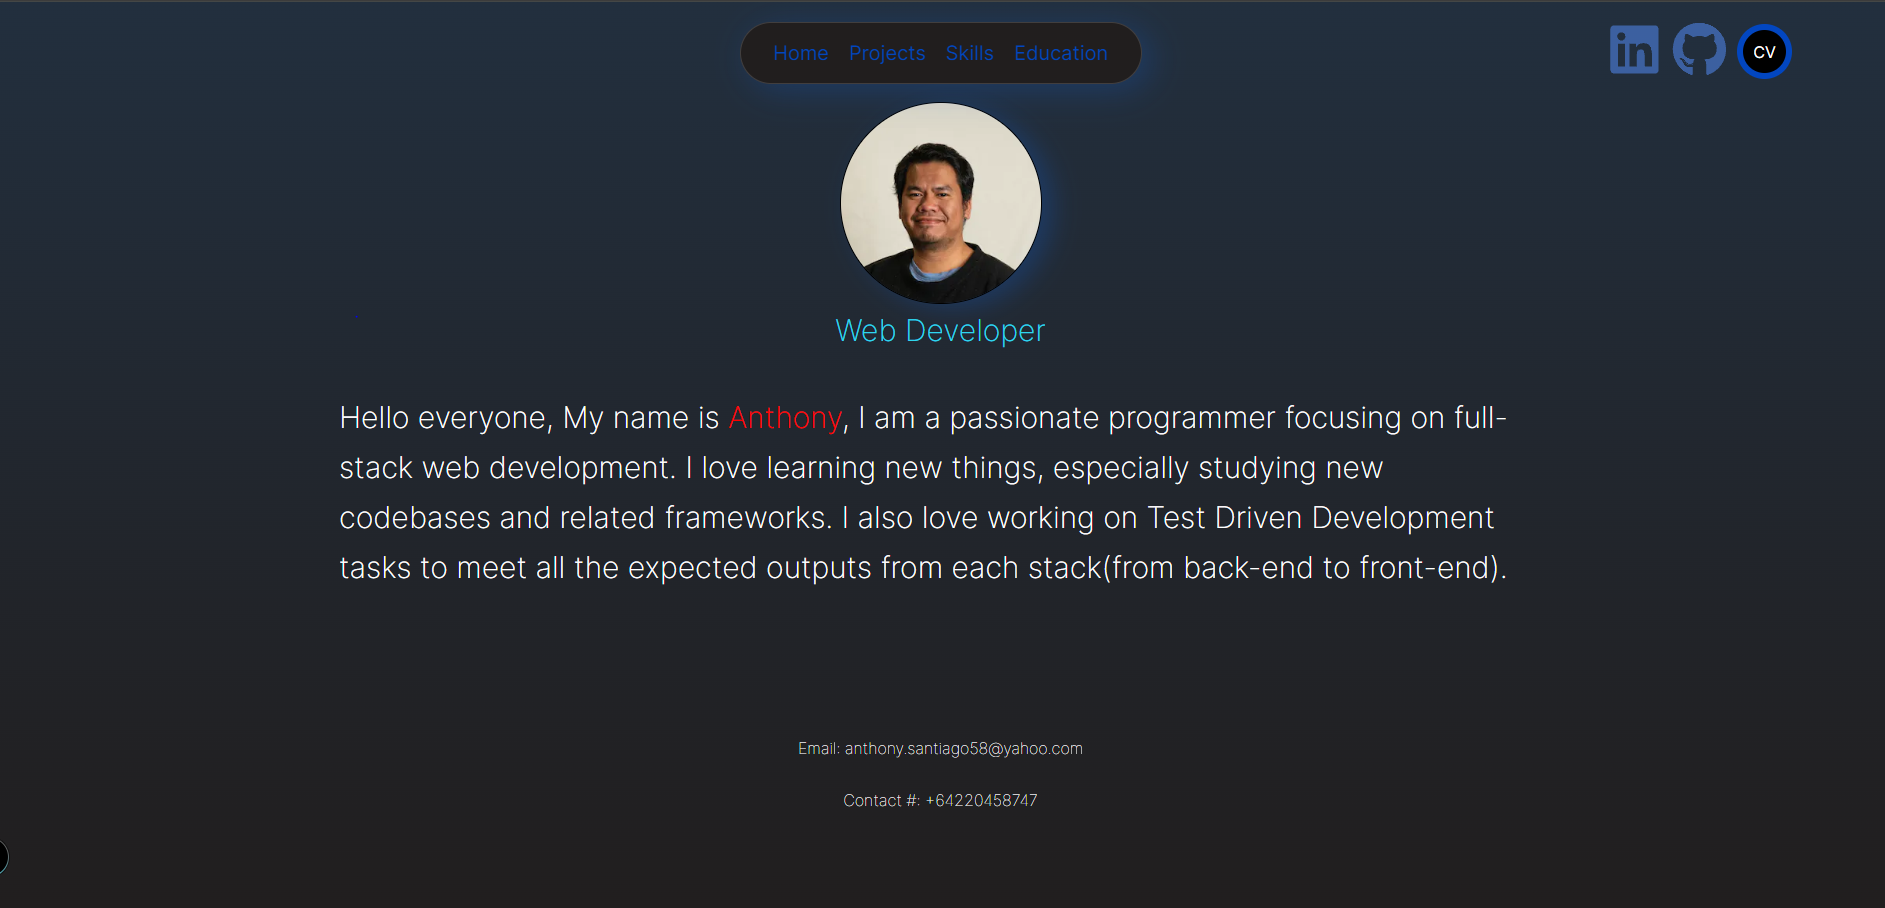 Home Projects Skills Education
in
CV
Web Developer
Hello everyone, My name is Anthony, I am a passionate programmer focusing on full-
stack web development. I love learning new things, especially studying new
codebases and related frameworks. I also love working on Test Driven Development
tasks to meet all the expected outputs from each stack(from back-end to front-end).
Email: anthony.santiago58@yahoo.com
Contact #: +64220458747